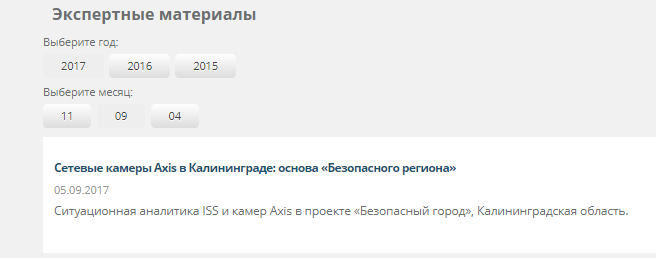 Экспертные материалы
Выберите год:
2017 2016 2015
Выберите месяц:
11 09 04
Сетевые камеры Axis в Калининграде: основа «Безопасного региона»
05.09.2017
Ситуационная аналитика ISS и камер Axis в проекте «Безопасный город», Калининградская область.